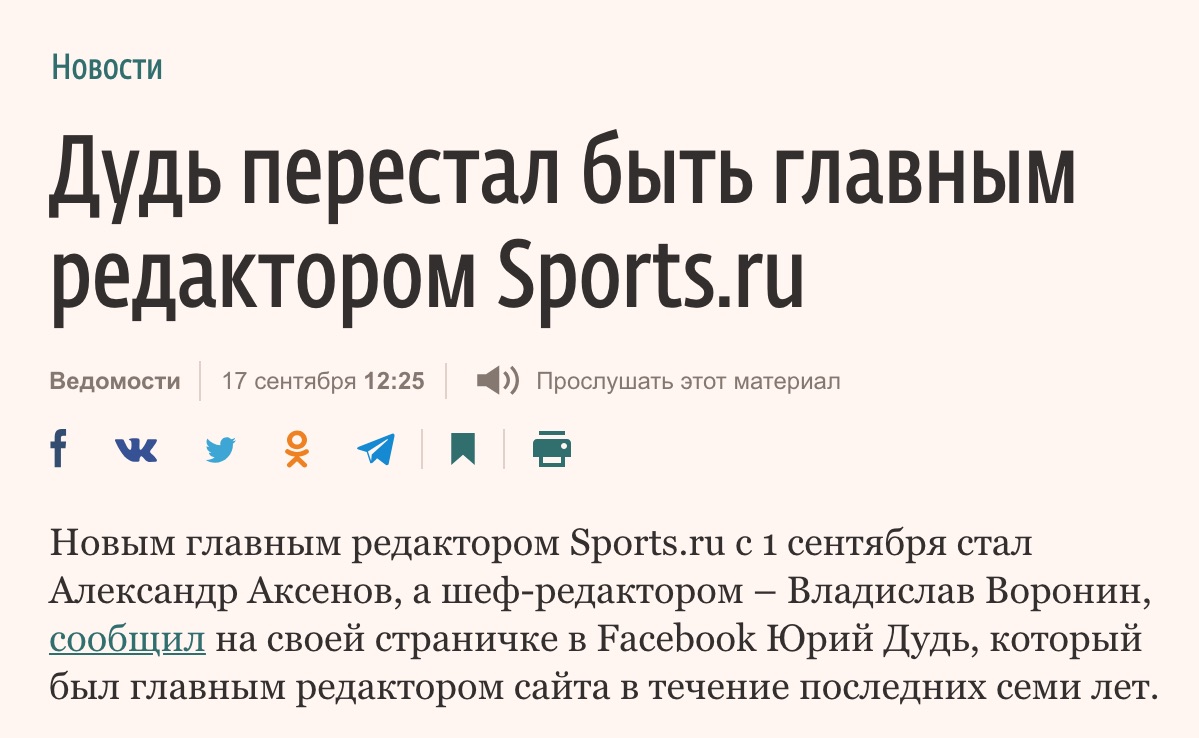 Новости
Дудь перестал быть главным
редактором Sports.ru
Ведомости 17 сентября 12:25 Прослушать этот материал
Новым главным редактором Sports.ru с 1 сентября стал
Александр Аксенов, а шеф-редактором – Владислав Воронин,
сообщил на своей страничке в Facebook Юрий Дудь, который
был главным редактором сайта в течение последних семи лет.